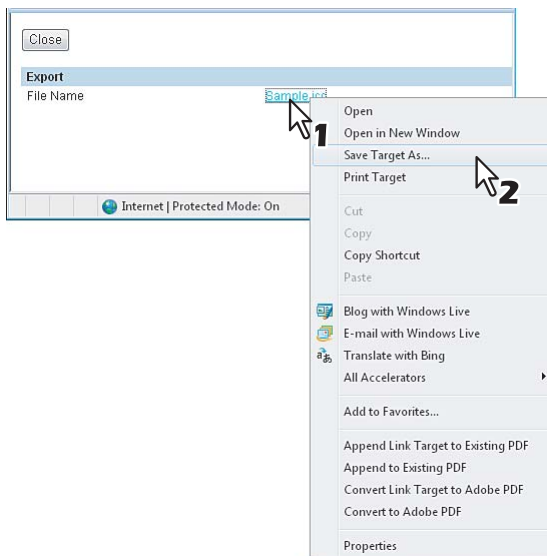 Close
Export
File Name
Sample.icc
1
Open
Open in New Window
Save Target As...
2
Print Target
Internet | Protected Mode: On
Cut
Copy
Copy Shortcut
Paste
Blog with Windows Live
E-mail with Windows Live
Translate with Bing
All Accelerators
Add to Favorites...
Append Link Target to Existing PDF
Append to Existing PDF
Convert Link Target to Adobe PDF
Convert to Adobe PDF
Properties